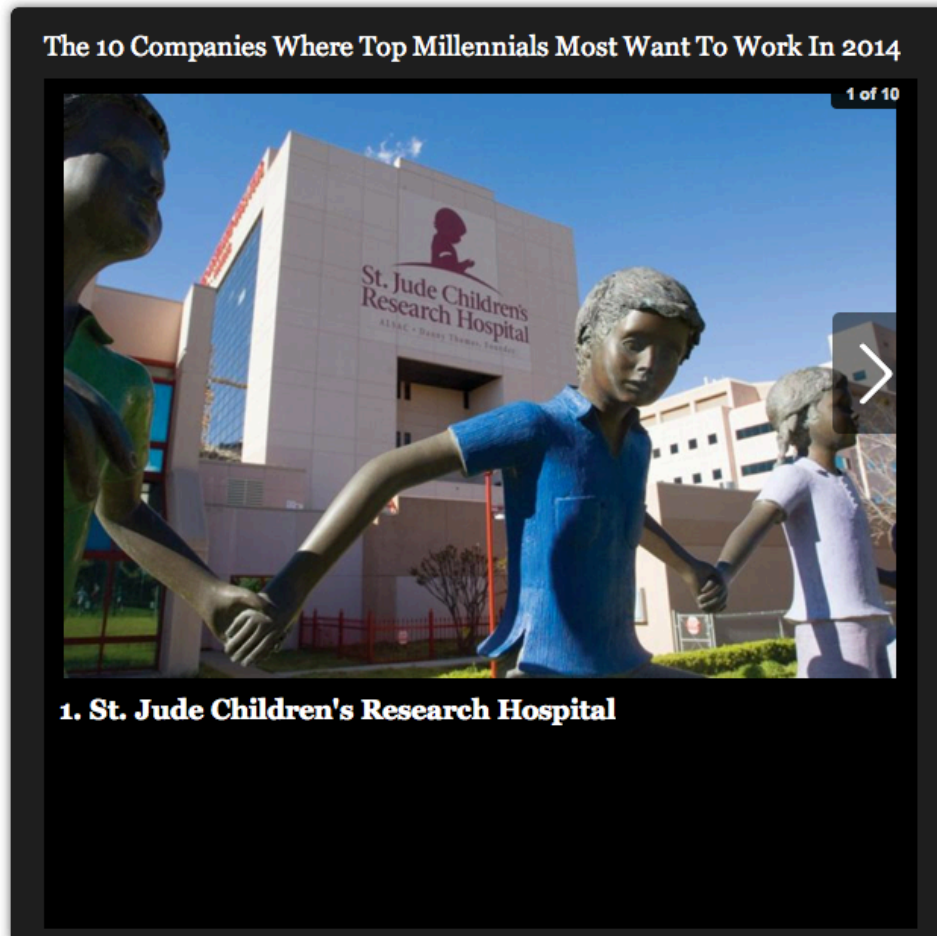 The 10 Companies Where Top Millennials Most Want To Work In 2014
1 of 10
St. Jude Children's
Research Hospital
ALSAC • Danny Thomas, Founder
1. St. Jude Children's Research Hospital